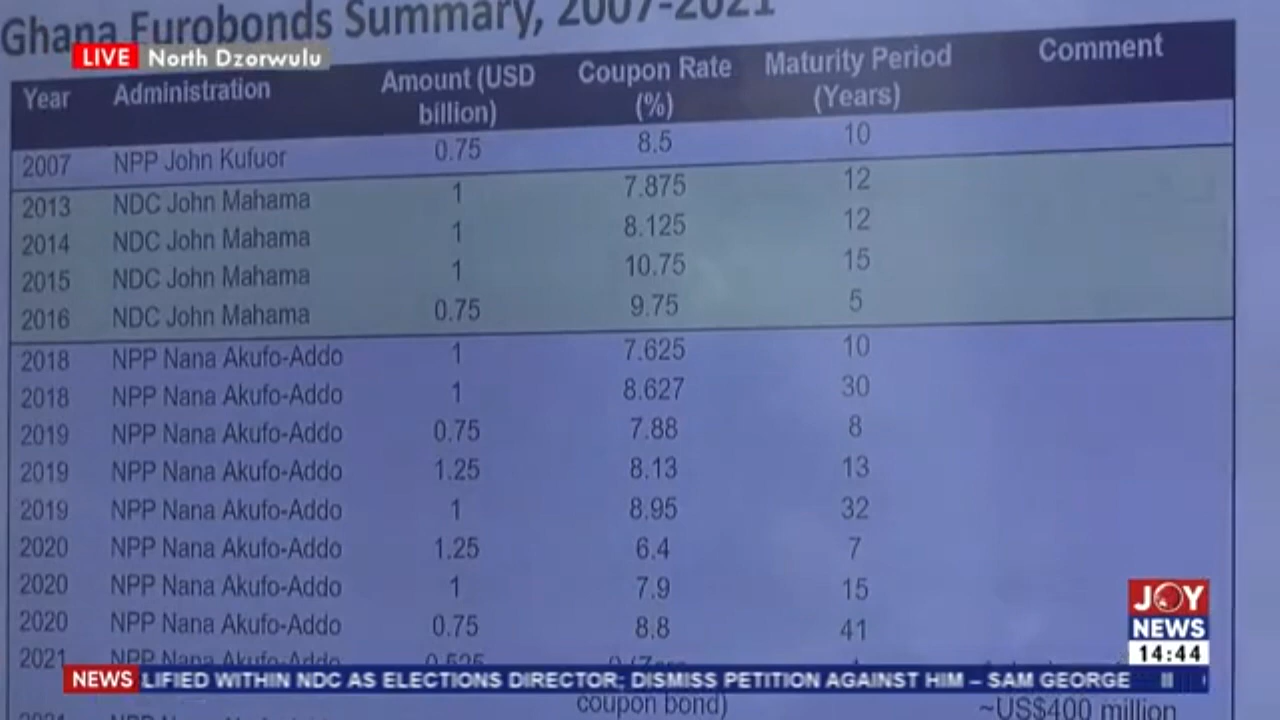 Ghana Eurobonds Summary, 2007-2021
LIVE North Dzorwulu
Year Administration Amount (USD billion) Coupon Rate (%) Maturity Period (Years) Comment
2007 NPP John Kufuor 0.75 8.5 10
2013 NDC John Mahama 1 7.875 12
2014 NDC John Mahama 1 8.125 12
2015 NDC John Mahama 1 10.75 15
2016 NDC John Mahama 0.75 9.75 5
2018 NPP Nana Akufo-Addo 1 7.625 10
2018 NPP Nana Akufo-Addo 1 8.627 30
2019 NPP Nana Akufo-Addo 0.75 7.88 8
2019 NPP Nana Akufo-Addo 1.25 8.13 13
2019 NPP Nana Akufo-Addo 1 8.95 32
2020 NPP Nana Akufo-Addo 1.25 6.4 7
2020 NPP Nana Akufo-Addo 1 7.9 15
2020 NPP Nana Akufo-Addo 0.75 8.8 41
2021 NPP Nana Akufo-Addo 0.525
coupon bond) ~US$400 million
JOY
NEWS
14:44
NEWS LIFIED WITHIN NDC AS ELECTIONS DIRECTOR; DISMISS PETITION AGAINST HIM – SAM GEORGE